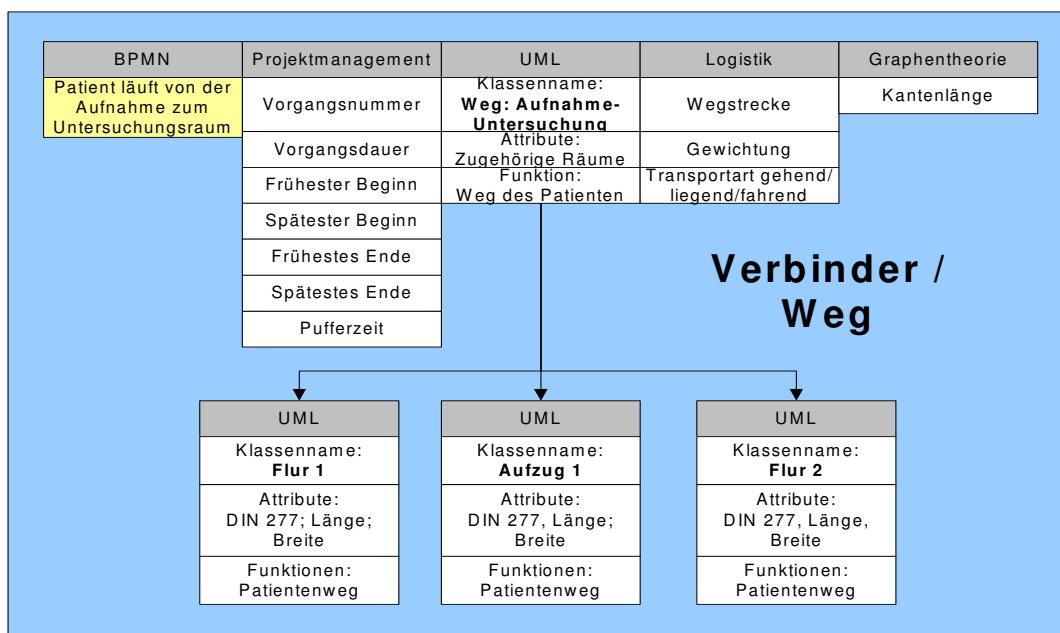 BPMN
Projektmanagement
UML
Logistik
Graphentheorie
Patient läuft von der
Aufnahme zum
Untersuchungsraum
Vorgangsnummer
Vorgangsdauer
Frühester Beginn
Spätester Beginn
Frühestes Ende
Spätestes Ende
Pufferzeit
Klassenname:
Weg: Aufnahme-
Untersuchung
Attribute:
Zugehörige Räume
Funktion:
Weg des Patienten
Wegstrecke
Gewichtung
Transportart gehend/
liegend/fahrend
Kantenlänge
Verbinder /
Weg
UML
Klassenname:
Flur 1
Attribute:
DIN 277; Länge;
Breite
Funktionen:
Patientenweg
UML
Klassenname:
Aufzug 1
Attribute:
DIN 277, Länge;
Breite
Funktionen:
Patientenweg
UML
Klassenname:
Flur 2
Attribute:
DIN 277, Länge,
Breite
Funktionen:
Patientenweg